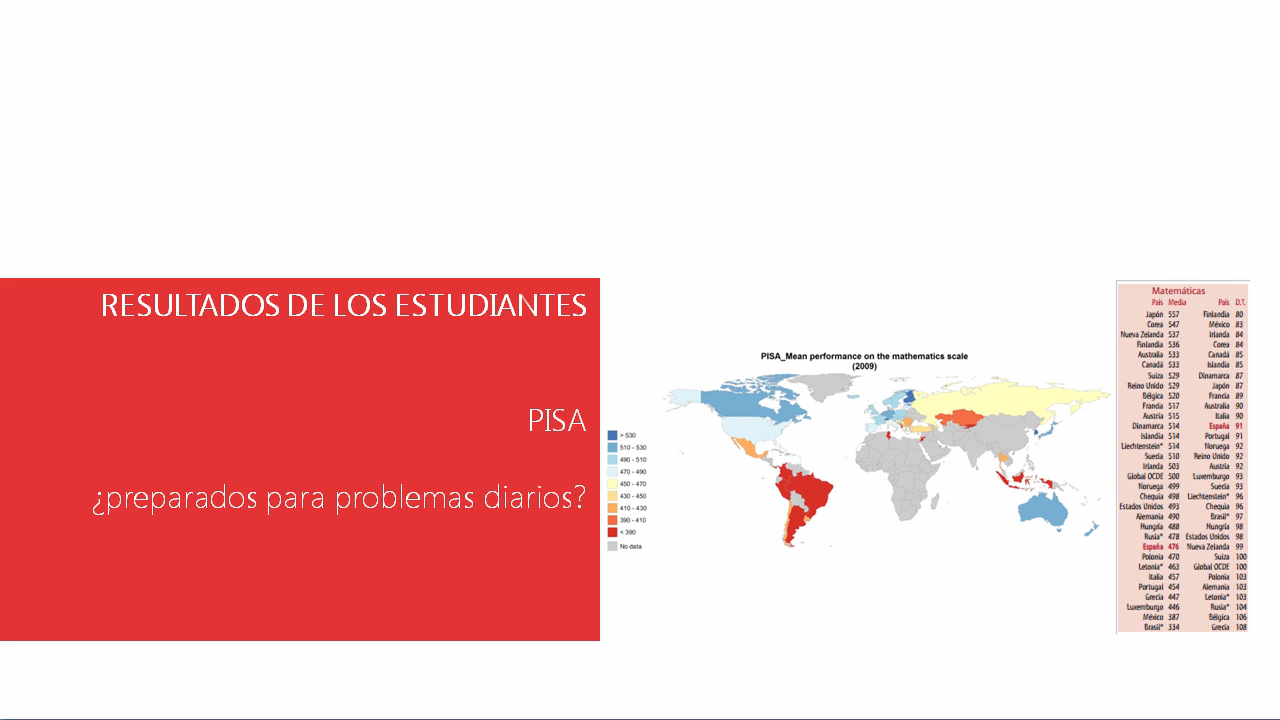 RESULTADOS DE LOS ESTUDIANTES
PISA
¿preparados para problemas diarios?
PISA_Mean performance on the mathematics scale
(2009)
> 530
510 - 530
490 - 510
470 - 490
450 - 470
430 - 450
410 - 430
390 - 410
< 390
No data
Matemáticas
País Media País D.T.
Japón 557 Finlandia 80
Corea 547 México 83
Nueva Zelanda 537 Irlanda 84
Finlandia 536 Corea 84
Australia 533 Canadá 85
Canadá 533 Islandia 85
Suiza 529 Dinamarca 87
Reino Unido 529 Japón 87
Bélgica 520 Francia 89
Francia 517 Australia 90
Austria 515 Italia 90
Dinamarca 514 España 91
Islandia 514 Portugal 91
Liechtenstein* 514 Noruega 92
Suecia 510 Reino Unido 92
Irlanda 503 Austria 92
Global OCDE 500 Luxemburgo 93
Noruega 499 Suecia 93
Chequia 498 Liechtenstein* 96
Estados Unidos 493 Chequia 96
Alemania 490 Brasil* 97
Hungría 488 Hungría 98
Rusia* 478 Estados Unidos 98
España 476 Nueva Zelanda 99
Polonia 470 Suiza 100
Letonia* 463 Global OCDE 100
Italia 457 Polonia 103
Portugal 454 Alemania 103
Grecia 447 Letonia* 103
Luxemburgo 446 Rusia* 104
México 387 Bélgica 106
Brasil* 334 Grecia 108